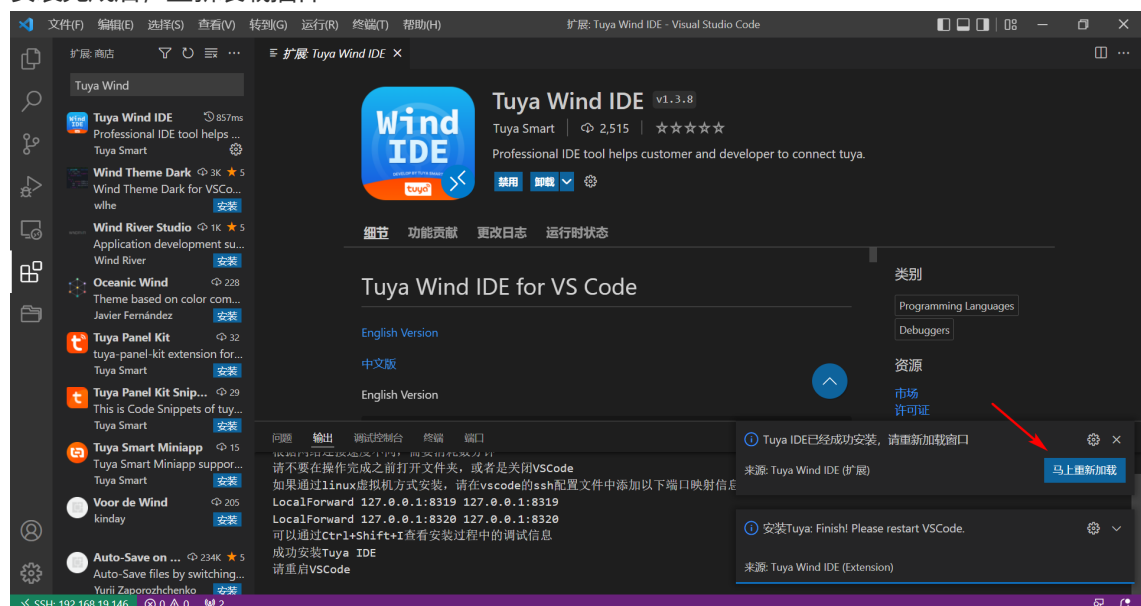 文件(F) 编辑(E) 选择(S) 查看(V) 转到(G) 运行(R) 终端(T) 帮助(H)
扩展: Tuya Wind IDE - Visual Studio Code
扩展: 商店
Tuya Wind
Tuya Wind IDE 857ms
Professional IDE tool helps ...
Tuya Smart
Wind Theme Dark 3K ★ 5
Wind Theme Dark for VSCo...
wlhe 安装
Wind River Studio 1K ★ 5
Application development su...
Wind River 安装
Oceanic Wind 228
Theme based on color com...
Javier Fernández 安装
Tuya Panel Kit 32
tuya-panel-kit extension for...
Tuya Smart 安装
Tuya Panel Kit Snip... 29
This is Code Snippets of tuy...
Tuya Smart 安装
Tuya Smart Miniapp 15
Tuya Smart Miniapp suppor...
Tuya Smart 安装
Voor de Wind 205
kinday 安装
Auto-Save on ... 234K ★ 5
Auto-Save files by switching...
Yurii Zaporozhchenko 安装
扩展: Tuya Wind IDE
Wind
IDE
DEVELOP BY TUYA SMART
tuya
Tuya Wind IDE v1.3.8
Tuya Smart 2,515
Professional IDE tool helps customer and developer to connect tuya.
禁用 卸载
细节 功能贡献 更改日志 运行时状态
Tuya Wind IDE for VS Code
English Version
中文版
English Version
类别
Programming Languages
Debuggers
资源
市场
许可证
问题 输出 调试控制台 终端 端口
请不要在操作完成之前打开文件夹，或者是关闭VSCode
如果通过linux虚拟机方式安装，请在vscode的ssh配置文件中添加以下端口映射信息
LocalForward 127.0.0.1:8319 127.0.0.1:8319
LocalForward 127.0.0.1:8320 127.0.0.1:8320
可以通过Ctrl+Shift+I查看安装过程中的调试信息
成功安装Tuya IDE
请重启VSCode
Tuya IDE已经成功安装，请重新加载窗口
来源: Tuya Wind IDE (扩展)
马上重新加载
安装Tuya: Finish! Please restart VSCode.
来源: Tuya Wind IDE (Extension)
SSH: 192.168.19.146 0 0 2